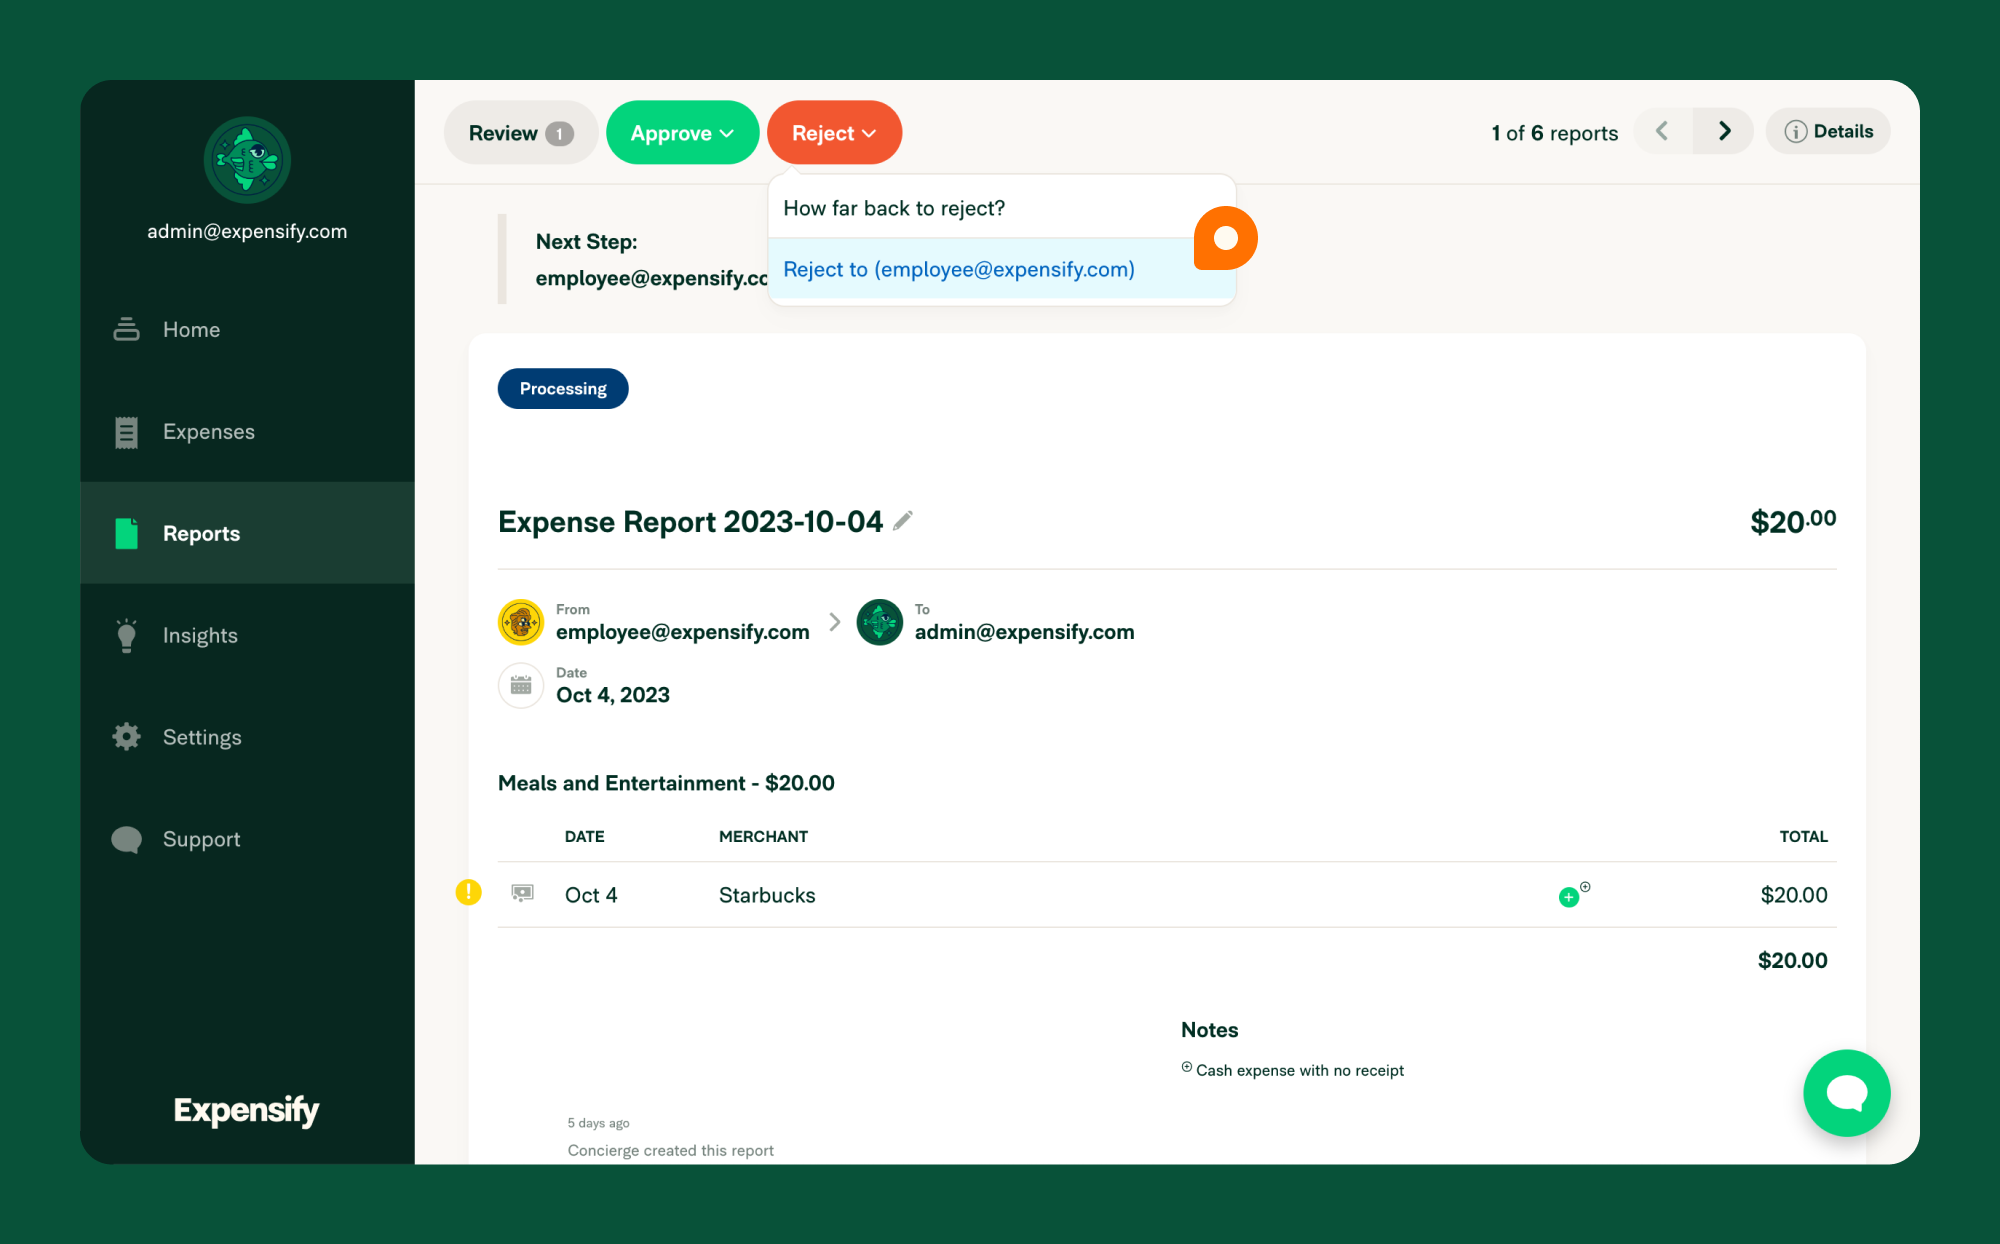 admin@expensify.com
Home
Expenses
Reports
Insights
Settings
Support
Expensify
Review 1
Approve
Reject
1 of 6 reports
Details
How far back to reject?
Reject to (employee@expensify.com)
Next Step:
employee@expensify.co
Processing
Expense Report 2023-10-04
$20.00
From
employee@expensify.com
To
admin@expensify.com
Date
Oct 4, 2023
Meals and Entertainment - $20.00
DATE MERCHANT TOTAL
Oct 4 Starbucks $20.00
$20.00
Notes
Cash expense with no receipt
5 days ago
Concierge created this report